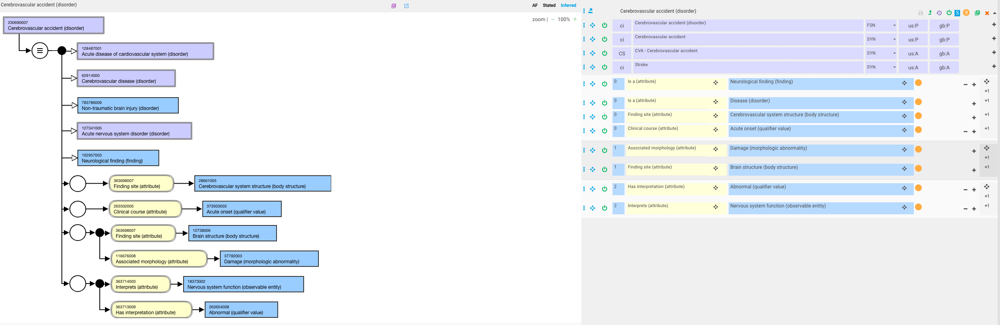 Cerebrovascular accident (disorder)
AF Stated Inferred
zoom | − 100% +
230690007
Cerebrovascular accident (disorder)
128487001
Acute disease of cardiovascular system (disorder)
62914000
Cerebrovascular disease (disorder)
783786009
Non-traumatic brain injury (disorder)
127341005
Acute nervous system disorder (disorder)
102957003
Neurological finding (finding)
363698007
Finding site (attribute)
28661005
Cerebrovascular system structure (body structure)
263502005
Clinical course (attribute)
373933003
Acute onset (qualifier value)
363698007
Finding site (attribute)
12738006
Brain structure (body structure)
116676008
Associated morphology (attribute)
37782003
Damage (morphologic abnormality)
363714003
Interprets (attribute)
18373002
Nervous system function (observable entity)
363713009
Has interpretation (attribute)
263654008
Abnormal (qualifier value)
Cerebrovascular accident (disorder)
S
ci Cerebrovascular accident (disorder) FSN us:P gb:P
ci Cerebrovascular accident SYN us:P gb:P
CS CVA - Cerebrovascular accident SYN us:A gb:A
ci Stroke SYN us:A gb:A
0 Is a (attribute) Neurological finding (finding)
+1
0 Is a (attribute) Disease (disorder) +1
0 Finding site (attribute) Cerebrovascular system structure (body structure) +1
0 Clinical course (attribute) Acute onset (qualifier value) +1
1 Associated morphology (attribute) Damage (morphologic abnormality)
+1
1 Finding site (attribute) Brain structure (body structure) +1
2 Has interpretation (attribute) Abnormal (qualifier value)
+1
2 Interprets (attribute) Nervous system function (observable entity) +1